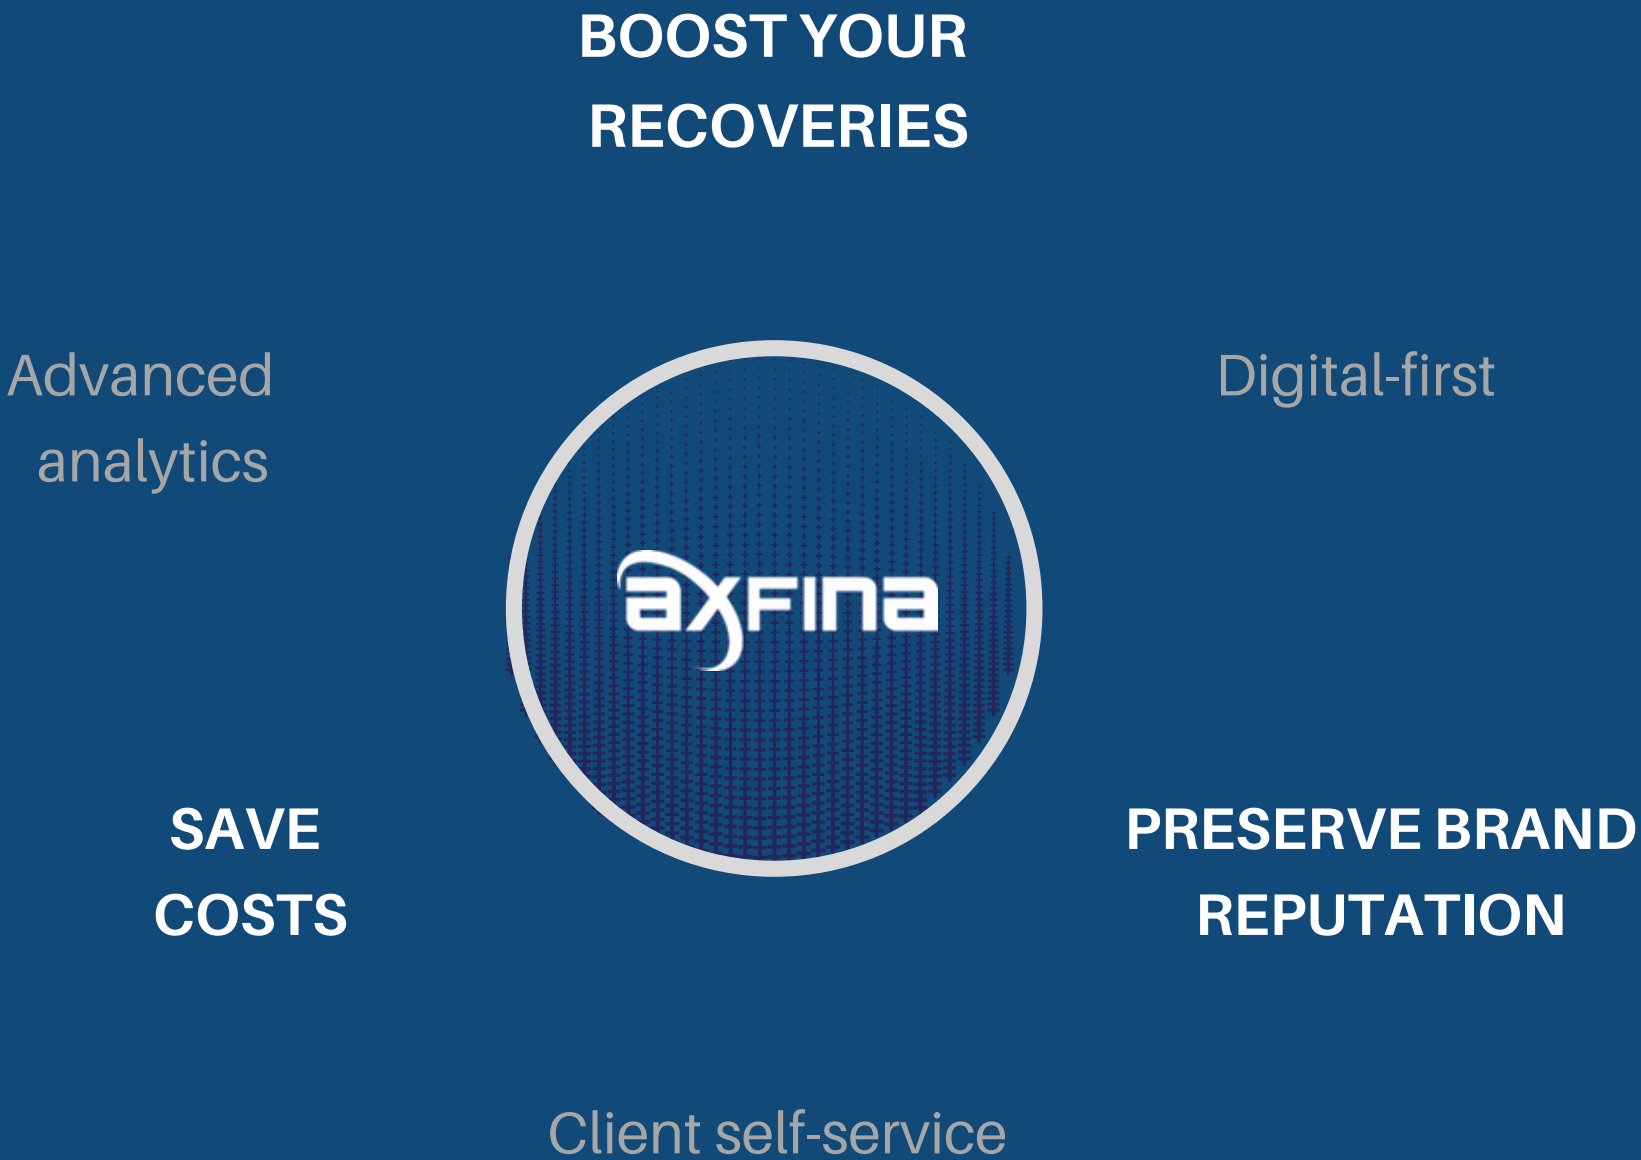 BOOST YOUR
RECOVERIES
Advanced
analytics
Digital-first
axFina
SAVE
COSTS
PRESERVE BRAND
REPUTATION
Client self-service